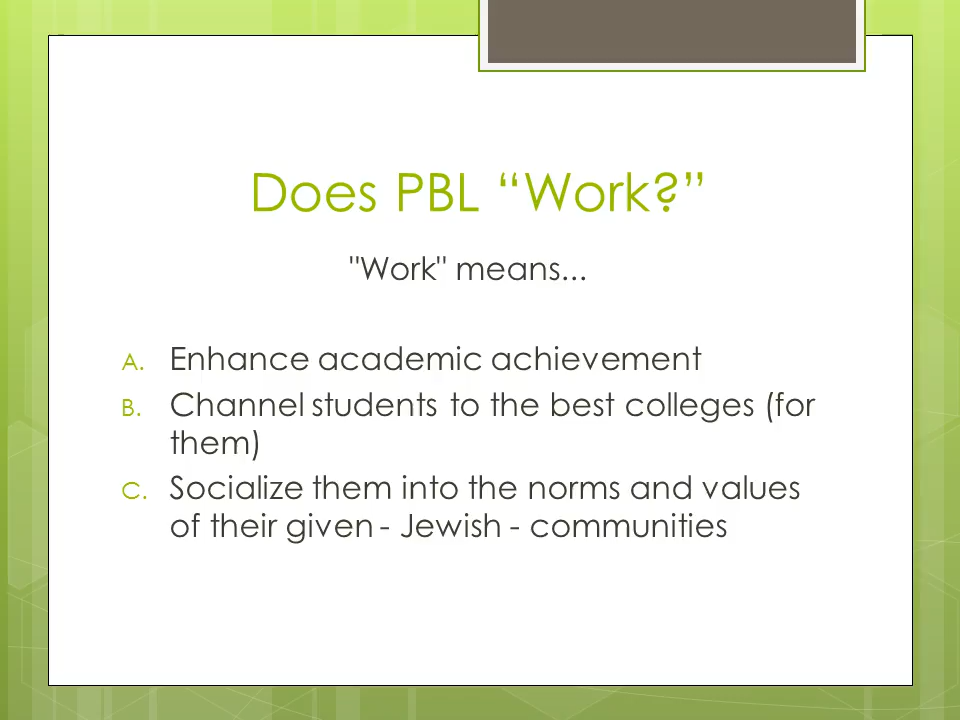 Does PBL “Work?”
"Work" means...
A. Enhance academic achievement
B. Channel students to the best colleges (for
them)
C. Socialize them into the norms and values
of their given - Jewish - communities